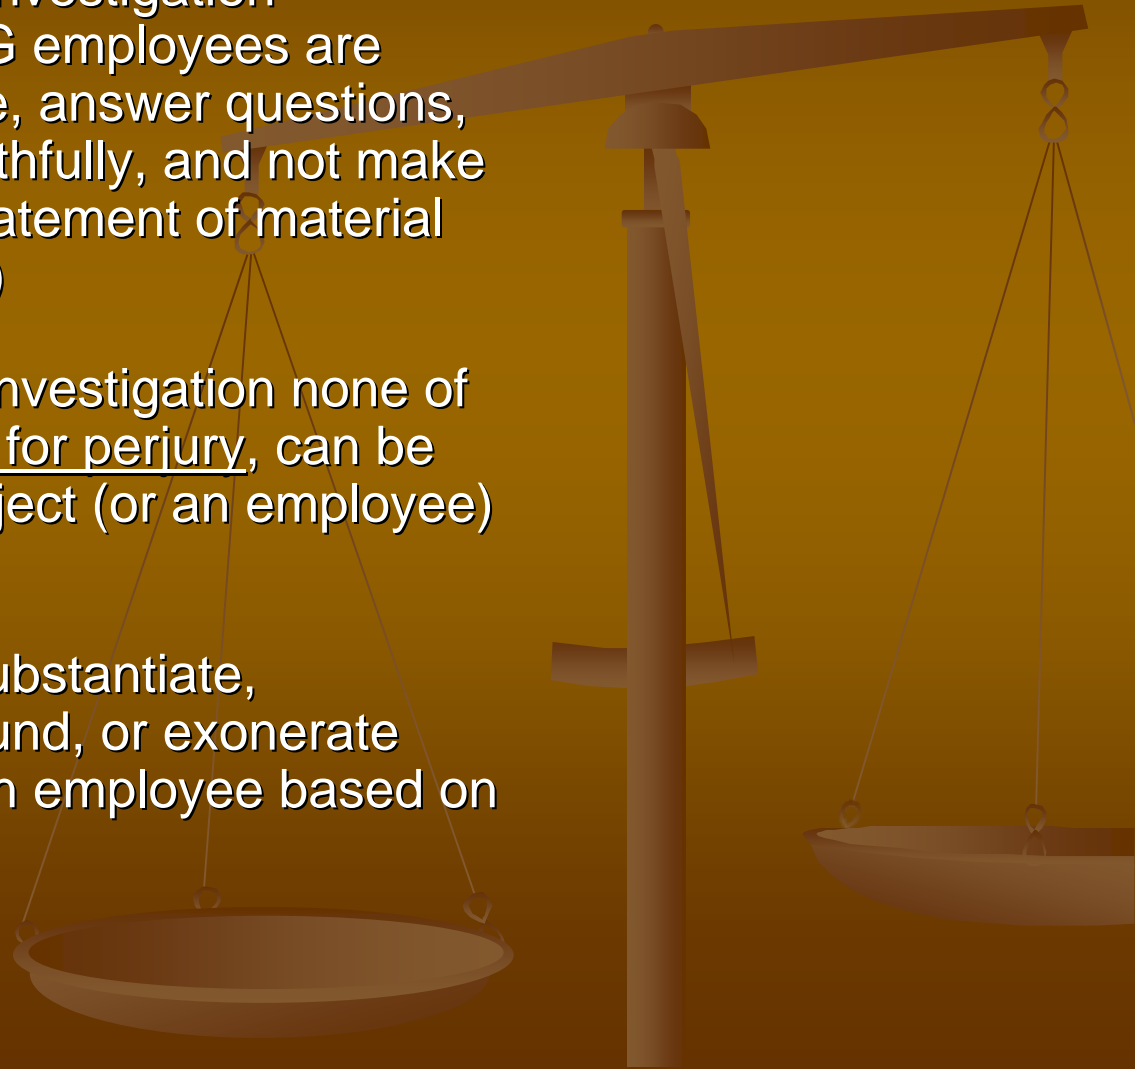 nvestigation
G employees are
e, answer questions,
thfully, and not make
atement of material
)
nvestigation none of
for perjury, can be
ject (or an employee)
ubstantiate,
und, or exonerate
n employee based on